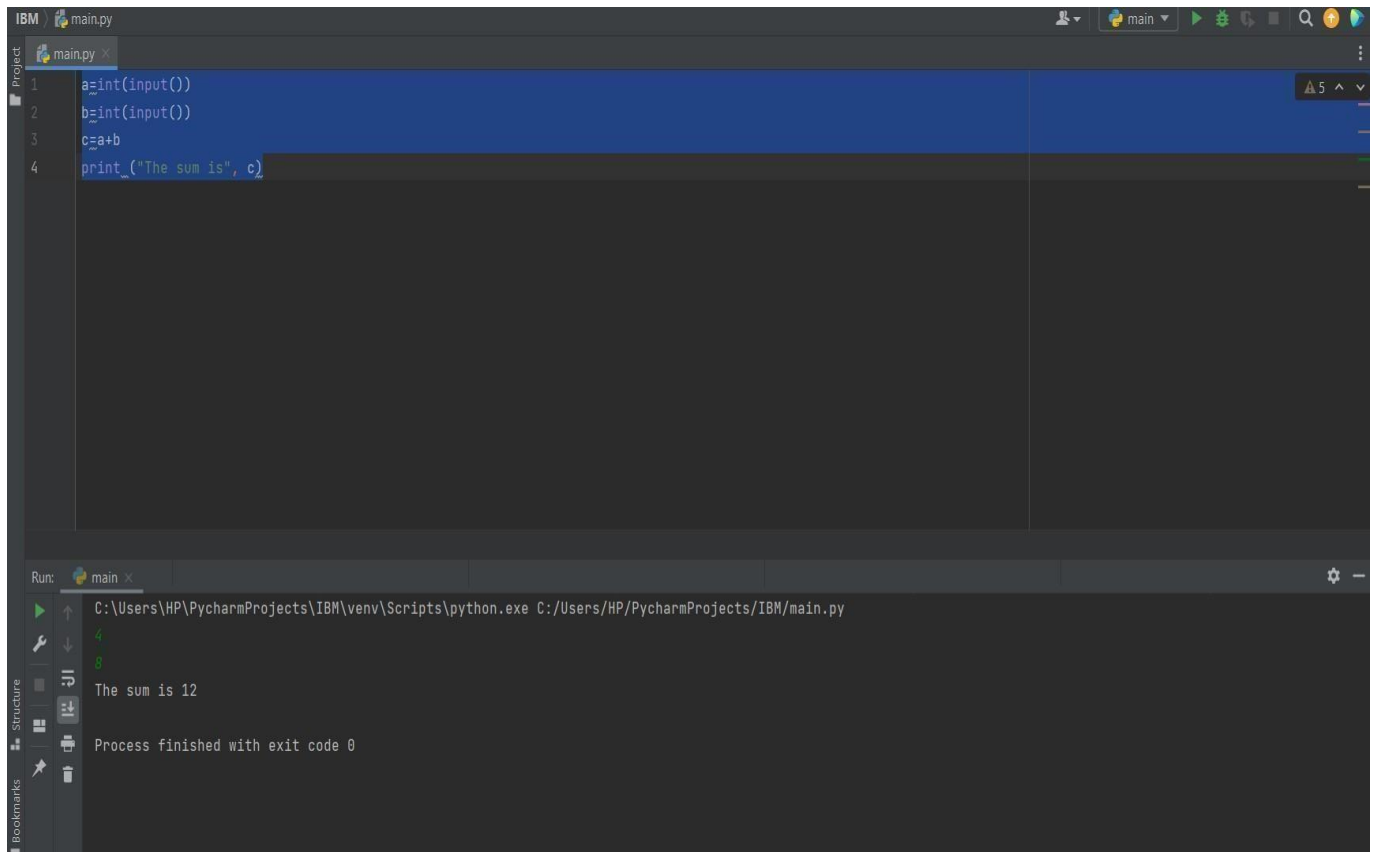 IBM main.py
main
Project
main.py
1 a=int(input())
2 b=int(input())
3 c=a+b
4 print ("The sum is", c)
5
Run: main
C:\Users\HP\PycharmProjects\IBM\venv\Scripts\python.exe C:/Users/HP/PycharmProjects/IBM/main.py
4
8
The sum is 12
Process finished with exit code 0
Structure
Bookmarks